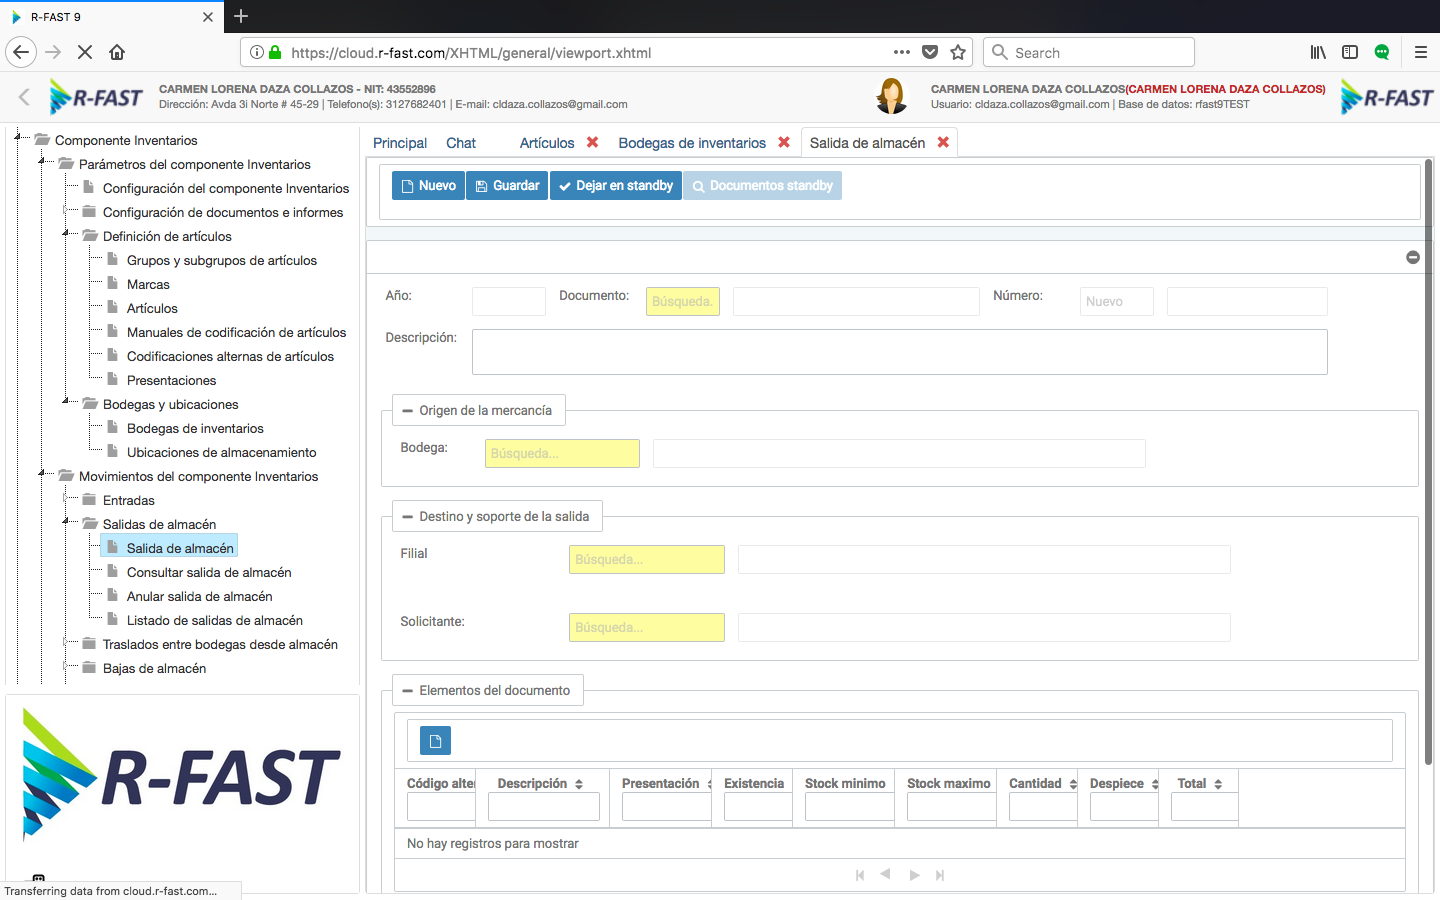 R-FAST 9
https://cloud.r-fast.com/XHTML/general/viewport.xhtml
Search
R-FAST
CARMEN LORENA DAZA COLLAZOS - NIT: 43552896
Dirección: Avda 3i Norte # 45-29 | Telefono(s): 3127682401 | E-mail: cldaza.collazos@gmail.com
CARMEN LORENA DAZA COLLAZOS(CARMEN LORENA DAZA COLLAZOS)
Usuario: cldaza.collazos@gmail.com | Base de datos: rfast9TEST
R-FAST
Componente Inventarios
Parámetros del componente Inventarios
Configuración del componente Inventarios
Configuración de documentos e informes
Definición de artículos
Grupos y subgrupos de artículos
Marcas
Artículos
Manuales de codificación de artículos
Codificaciones alternas de artículos
Presentaciones
Bodegas y ubicaciones
Bodegas de inventarios
Ubicaciones de almacenamiento
Movimientos del componente Inventarios
Entradas
Salidas de almacén
Salida de almacén
Consultar salida de almacén
Anular salida de almacén
Listado de salidas de almacén
Traslados entre bodegas desde almacén
Bajas de almacén
R-FAST
Transferring data from cloud.r-fast.com...
Principal Chat Artículos Bodegas de inventarios Salida de almacén
Nuevo Guardar Dejar en standby Documentos standby
Año: Documento: Búsqueda. Número: Nuevo
Descripción:
Origen de la mercancía
Bodega: Búsqueda...
Destino y soporte de la salida
Filial Búsqueda...
Solicitante: Búsqueda...
Elementos del documento
Código alte Descripción Presentación Existencia Stock minimo Stock maximo Cantidad Despiece Total
No hay registros para mostrar